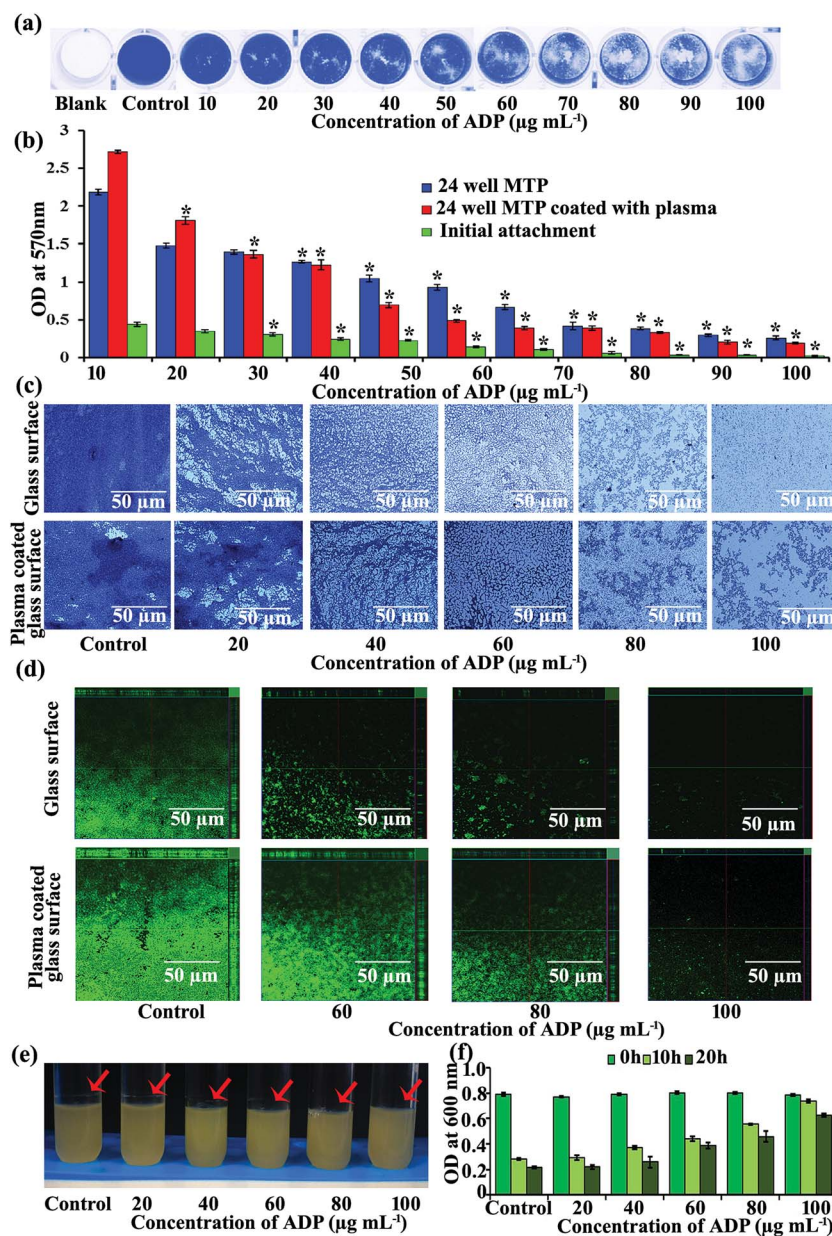 (a)
Blank Control 10 20 30 40 50 60 70 80 90 100
Concentration of ADP (µg mL-1)
(b)
3
2.5
2
1.5
1
0.5
0
OD at 570nm
24 well MTP
24 well MTP coated with plasma
Initial attachment
* * * * * * * * * * * * * * * * * * * * * * * * *
10 20 30 40 50 60 70 80 90 100
Concentration of ADP (µg mL-1)
(c)
Glass surface
50 µm 50 µm 50 µm 50 µm 50 µm 50 µm
Plasma coated
glass surface
50 µm 50 µm 50 µm 50 µm 50 µm 50 µm
Control 20 40 60 80 100
Concentration of ADP (µg mL-1)
(d)
Glass surface
50 µm 50 µm 50 µm 50 µm
Plasma coated
glass surface
50 µm 50 µm 50 µm 50 µm
Control 60 80 100
Concentration of ADP (µg mL-1)
(e)
Control 20 40 60 80 100
Concentration of ADP (µg mL-1)
(f)
0h 10h 20h
1.0
0.8
0.6
0.4
0.2
0
OD at 600 nm
Control 20 40 60 80 100
Concentration of ADP (µg mL-1)